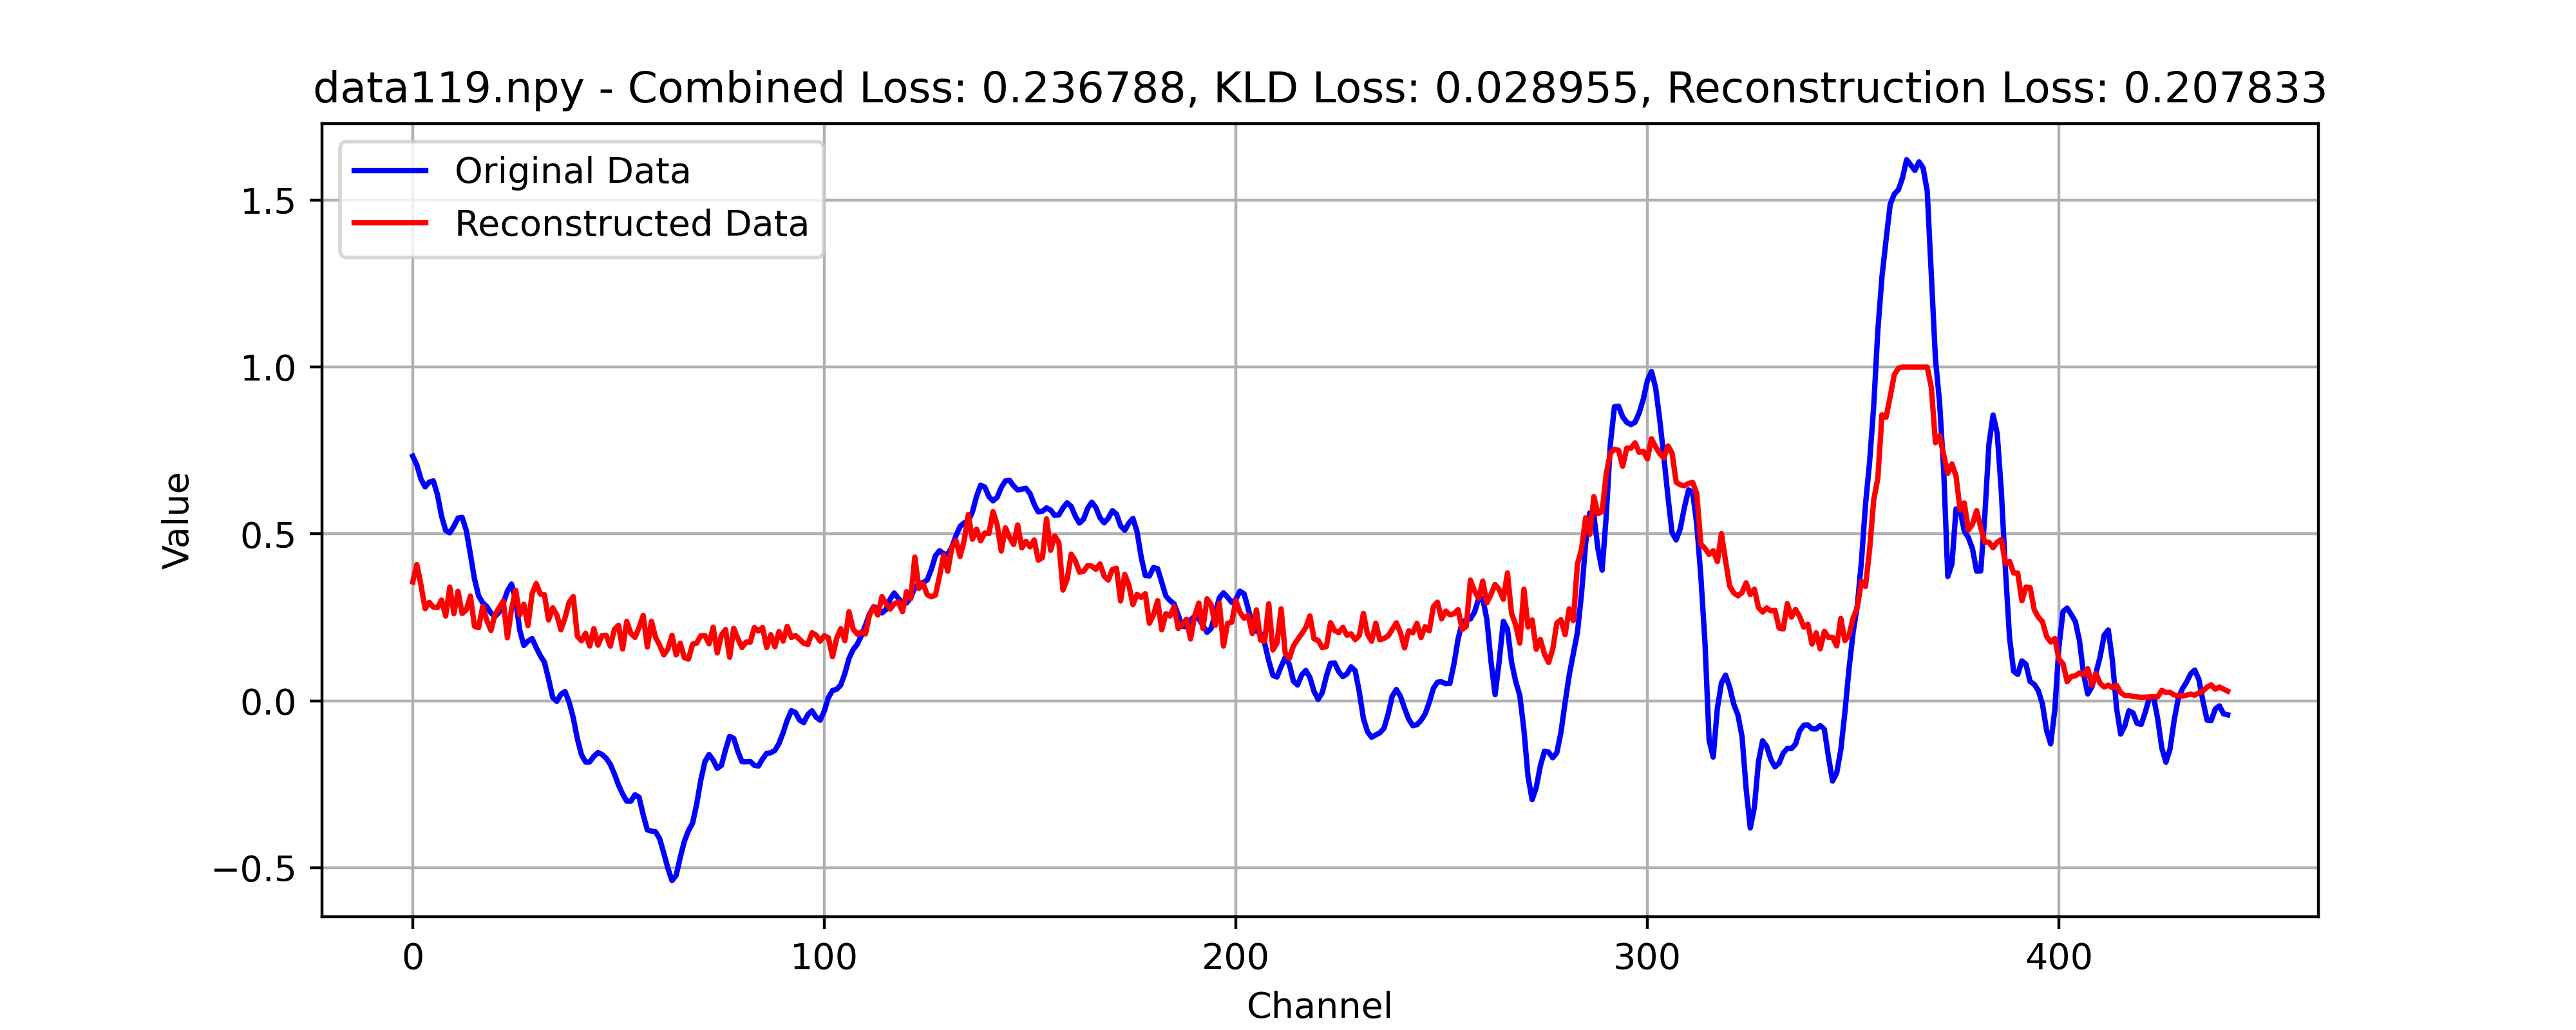 data119.npy - Combined Loss: 0.236788, KLD Loss: 0.028955, Reconstruction Loss: 0.207833
Original Data
Reconstructed Data
1.5
1.0
0.5
0.0
−0.5
Value
0 100 200 300 400
Channel